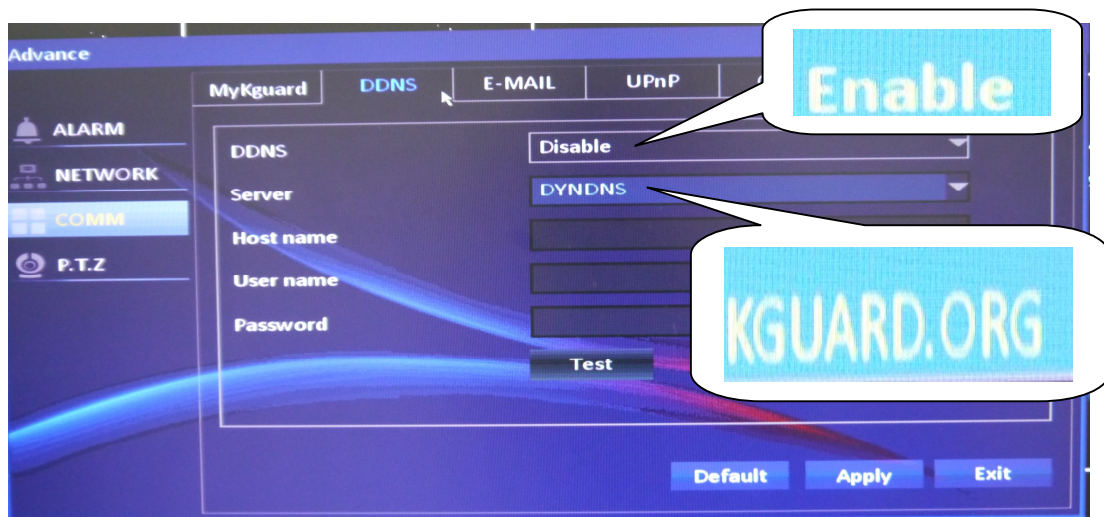 Advance
MyKguard DDNS E-MAIL UPnP
Enable
ALARM
NETWORK
COMM
P.T.Z
DDNS Disable
Server DYNDNS
Host name
User name
Password
KGUARD.ORG
Test
Default Apply Exit